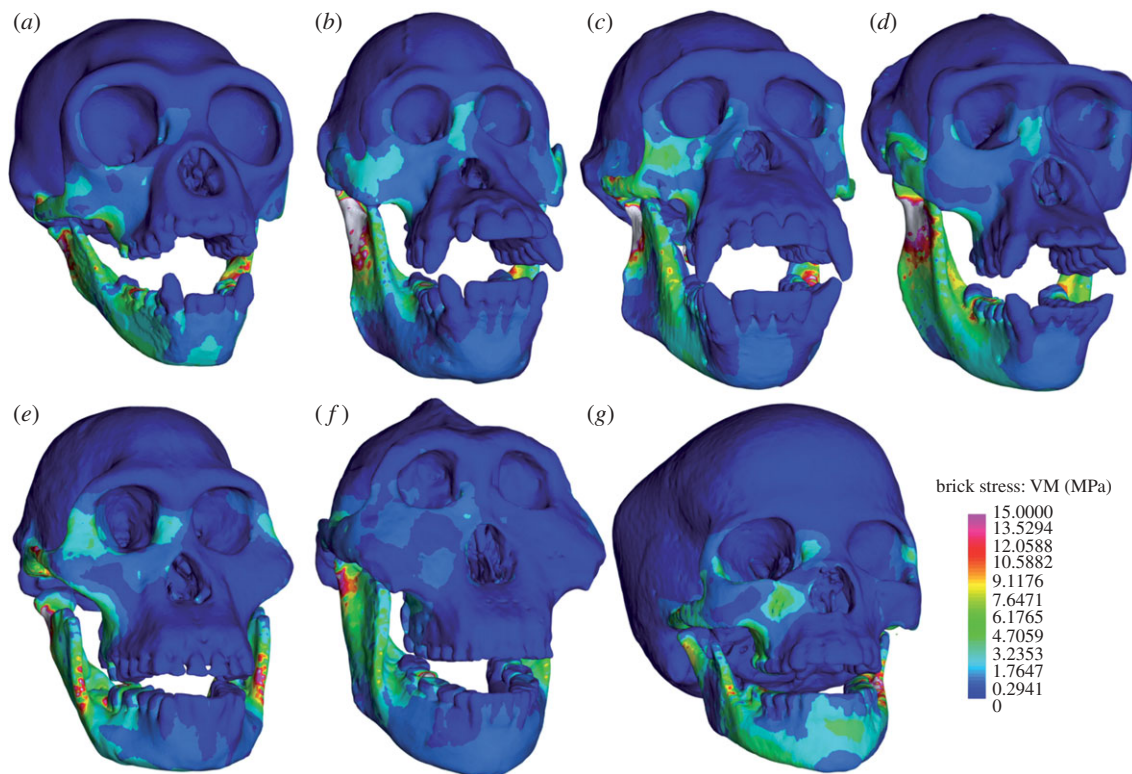 (a)
(b)
(c)
(d)
(e)
(f)
(g)
brick stress: VM (MPa)
15.0000
13.5294
12.0588
10.5882
9.1176
7.6471
6.1765
4.7059
3.2353
1.7647
0.2941
0